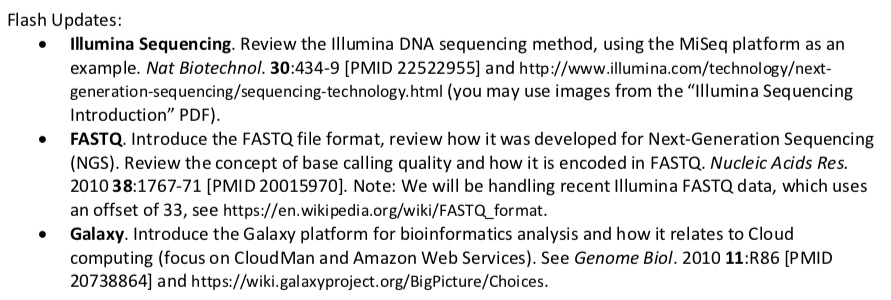 Flash Updates:
• Illumina Sequencing. Review the Illumina DNA sequencing method, using the MiSeq platform as an
example. Nat Biotechnol. 30:434-9 [PMID 22522955] and http://www.illumina.com/technology/next-
generation-sequencing/sequencing-technology.html (you may use images from the “Illumina Sequencing
Introduction” PDF).
• FASTQ. Introduce the FASTQ file format, review how it was developed for Next-Generation Sequencing
(NGS). Review the concept of base calling quality and how it is encoded in FASTQ. Nucleic Acids Res.
2010 38:1767-71 [PMID 20015970]. Note: We will be handling recent Illumina FASTQ data, which uses
an offset of 33, see https://en.wikipedia.org/wiki/FASTQ_format.
• Galaxy. Introduce the Galaxy platform for bioinformatics analysis and how it relates to Cloud
computing (focus on CloudMan and Amazon Web Services). See Genome Biol. 2010 11:R86 [PMID
20738864] and https://wiki.galaxyproject.org/BigPicture/Choices.